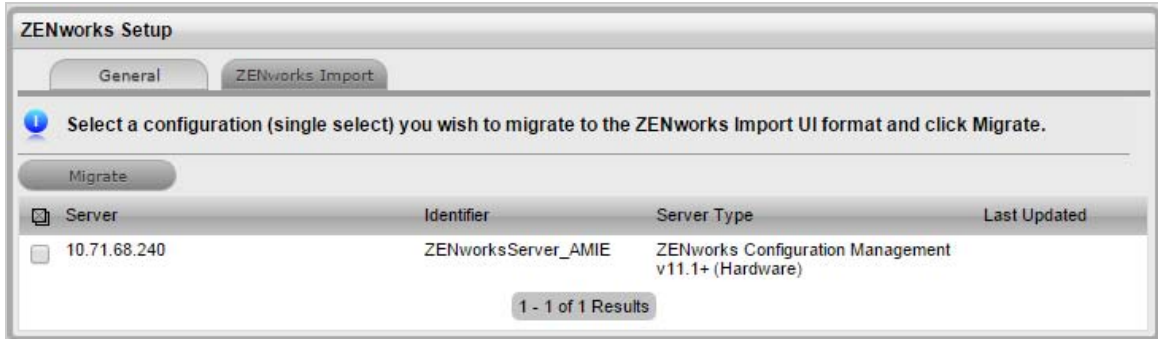 ZENworks Setup
General ZENworks Import
Select a configuration (single select) you wish to migrate to the ZENworks Import UI format and click Migrate.
Migrate
Server Identifier Server Type Last Updated
10.71.68.240 ZENworksServer_AMIE ZENworks Configuration Management
v11.1+ (Hardware)
1 - 1 of 1 Results